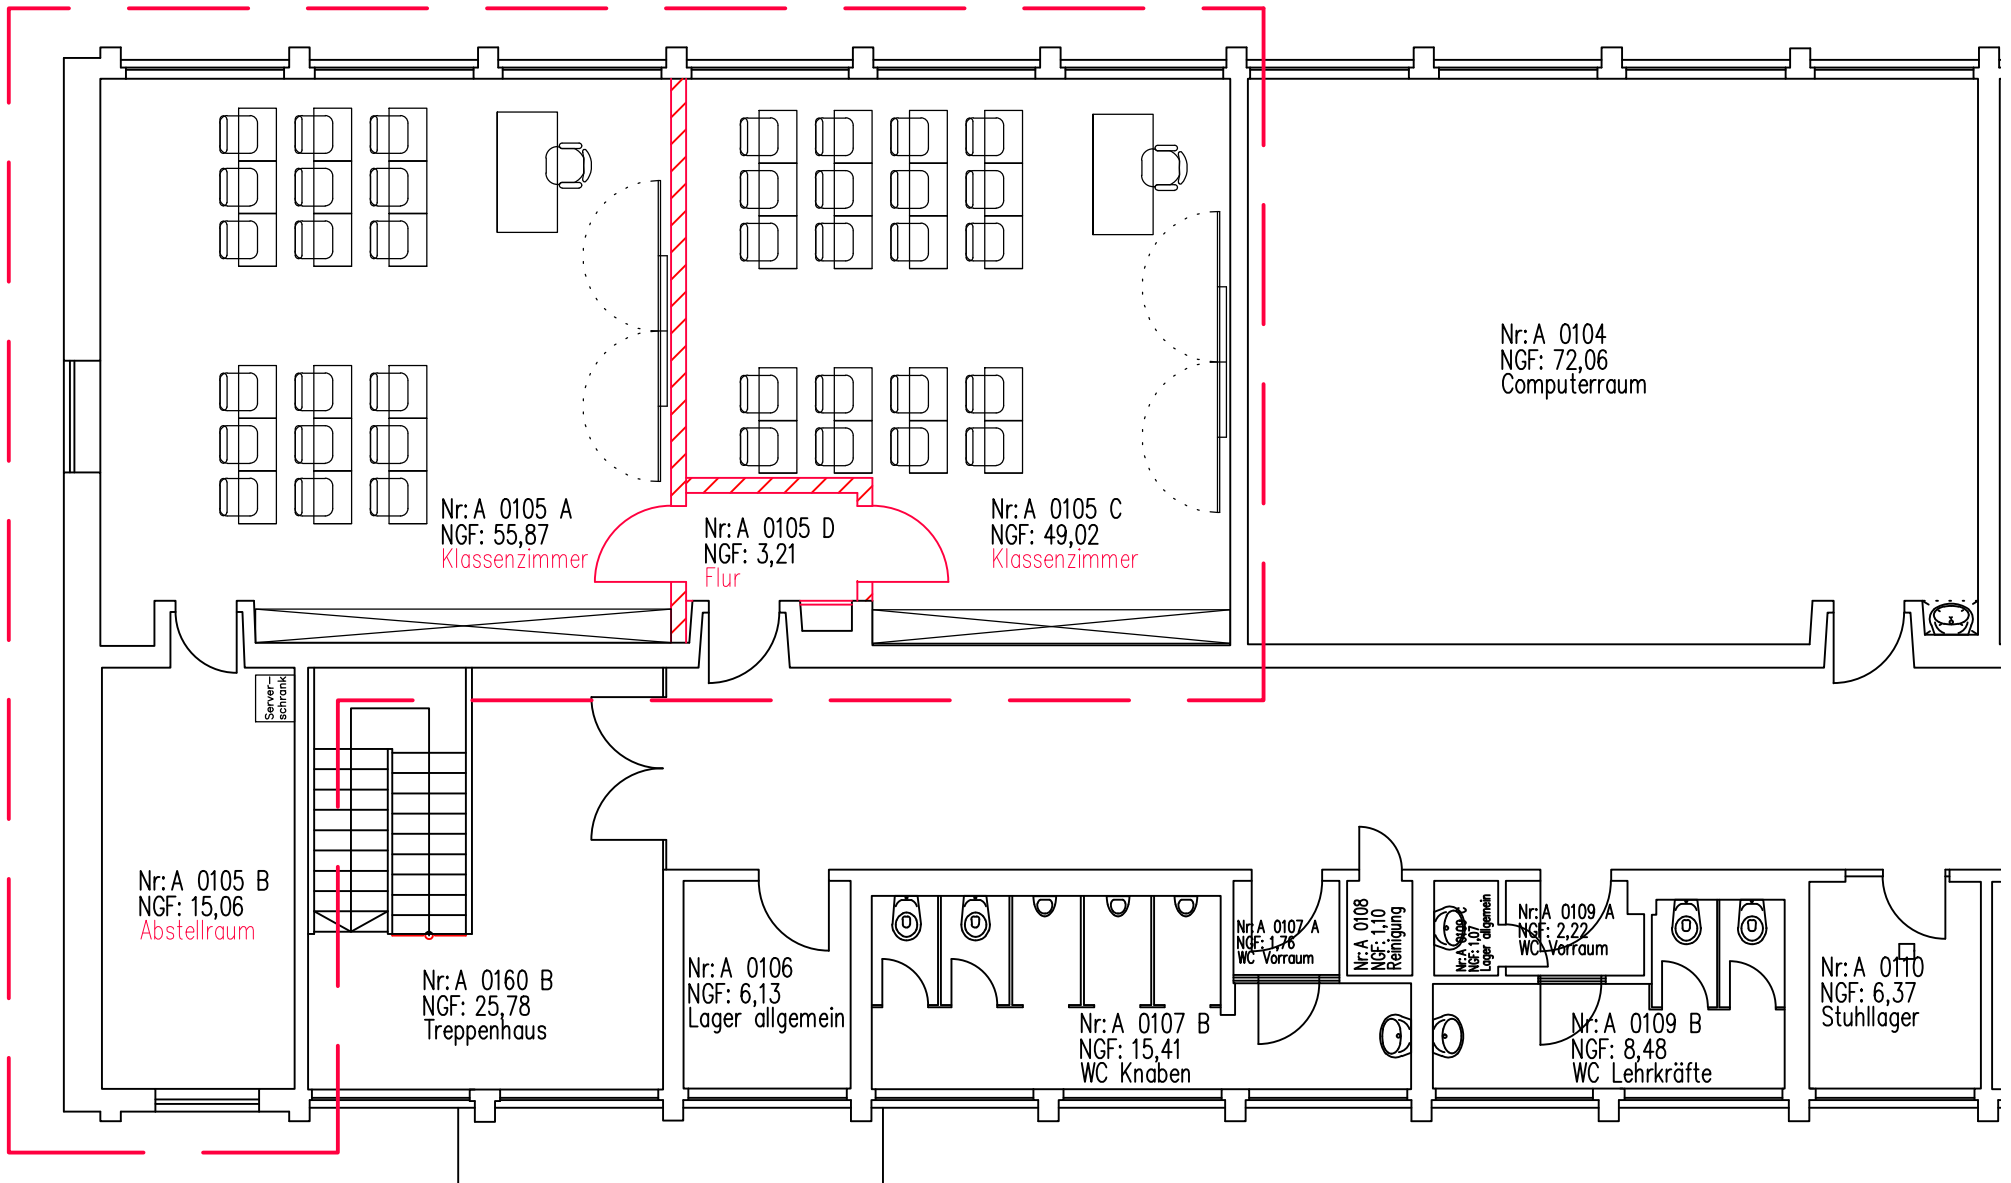 Nr: A 0104
NGF: 72,06
Computerraum
Nr: A 0105 A
NGF: 55,87
Klassenzimmer
Nr: A 0105 D
NGF: 3,21
Flur
Nr: A 0105 C
NGF: 49,02
Klassenzimmer
Server-
schrank
Nr: A 0105 B
NGF: 15,06
Abstellraum
Nr: A 0160 B
NGF: 25,78
Treppenhaus
Nr: A 0106
NGF: 6,13
Lager allgemein
Nr: A 0107 B
NGF: 15,41
WC Knaben
Nr: A 0107 A
NGF: 1,76
WC Vorraum
Nr: A 0108
NGF: 1,10
Reinigung
Nr: A 0109 C
NGF: 1,07
Lager allgemein
Nr: A 0109 A
NGF: 2,22
WC Vorraum
Nr: A 0109 B
NGF: 8,48
WC Lehrkräfte
Nr: A 0110
NGF: 6,37
Stuhllager